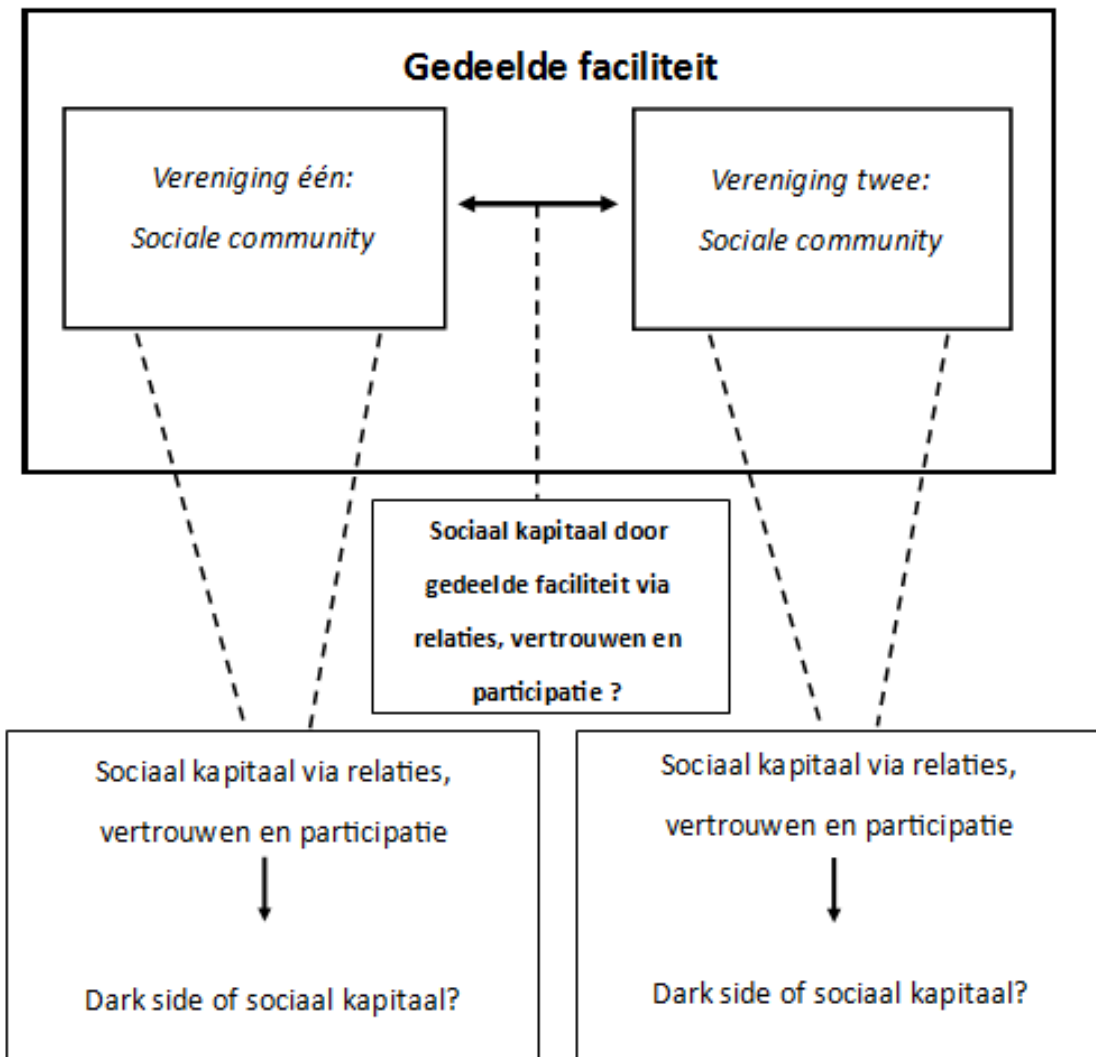 Gedeelde faciliteit
Vereniging één:
Sociale community
Vereniging twee:
Sociale community
Sociaal kapitaal door
gedeelde faciliteit via
relaties, vertrouwen en
participatie ?
Sociaal kapitaal via relaties,
vertrouwen en participatie
Dark side of sociaal kapitaal?
Sociaal kapitaal via relaties,
vertrouwen en participatie
Dark side of sociaal kapitaal?